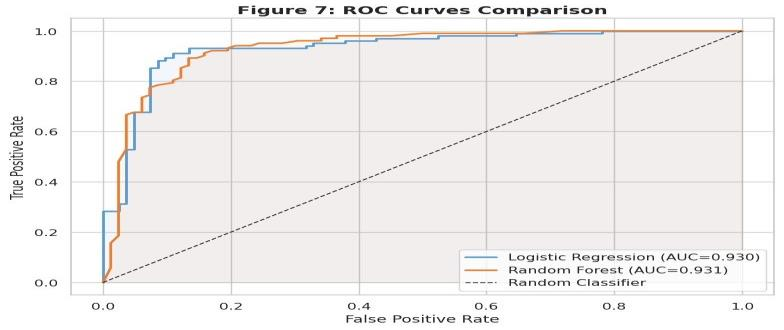 Figure 7: ROC Curves Comparison
True Positive Rate
1.0
0.8
0.6
0.4
0.2
0.0
Logistic Regression (AUC=0.930)
Random Forest (AUC=0.931)
Random Classifier
0.0 0.2 0.4 0.6 0.8 1.0
False Positive Rate